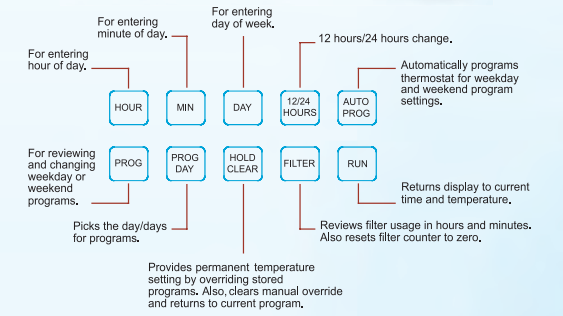 For entering
day of week.
For entering
minute of day.
12 hours/24 hours change.
For entering
hour of day.
Automatically programs
thermostat for weekday
and weekend program
settings.
HOUR
MIN
DAY
12/24
HOURS
AUTO
PROG
PROG
PROG
DAY
HOLD
CLEAR
FILTER
RUN
For reviewing
and changing
weekday or
weekend
programs.
Returns display to current
time and temperature.
Picks the day/days
for programs.
Reviews filter usage in hours and minutes.
Also resets filter counter to zero.
Provides permanent temperature
setting by overriding stored
programs. Also, clears manual override
and returns to current program.